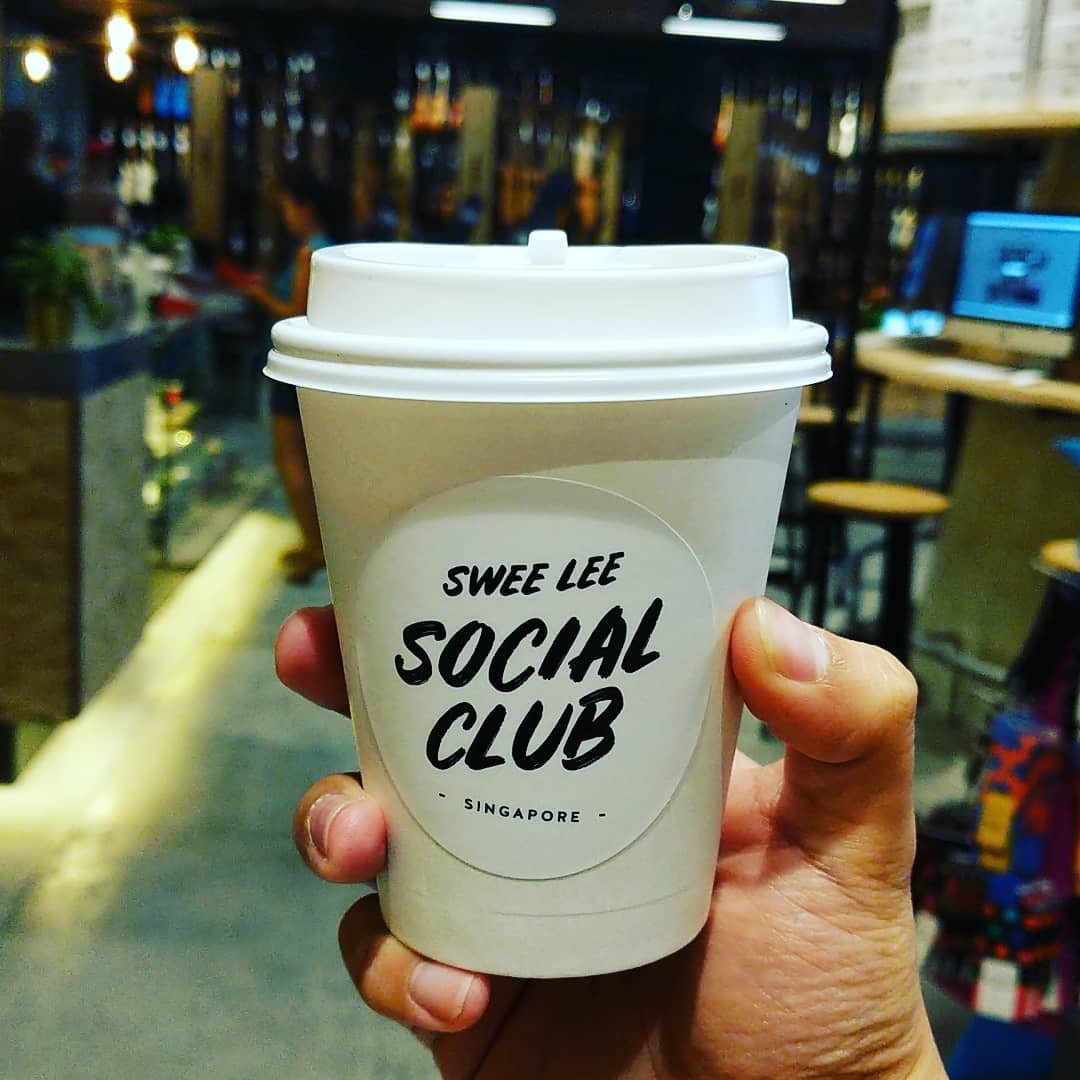 SWEE LEE
SOCIAL
CLUB
- SINGAPORE -